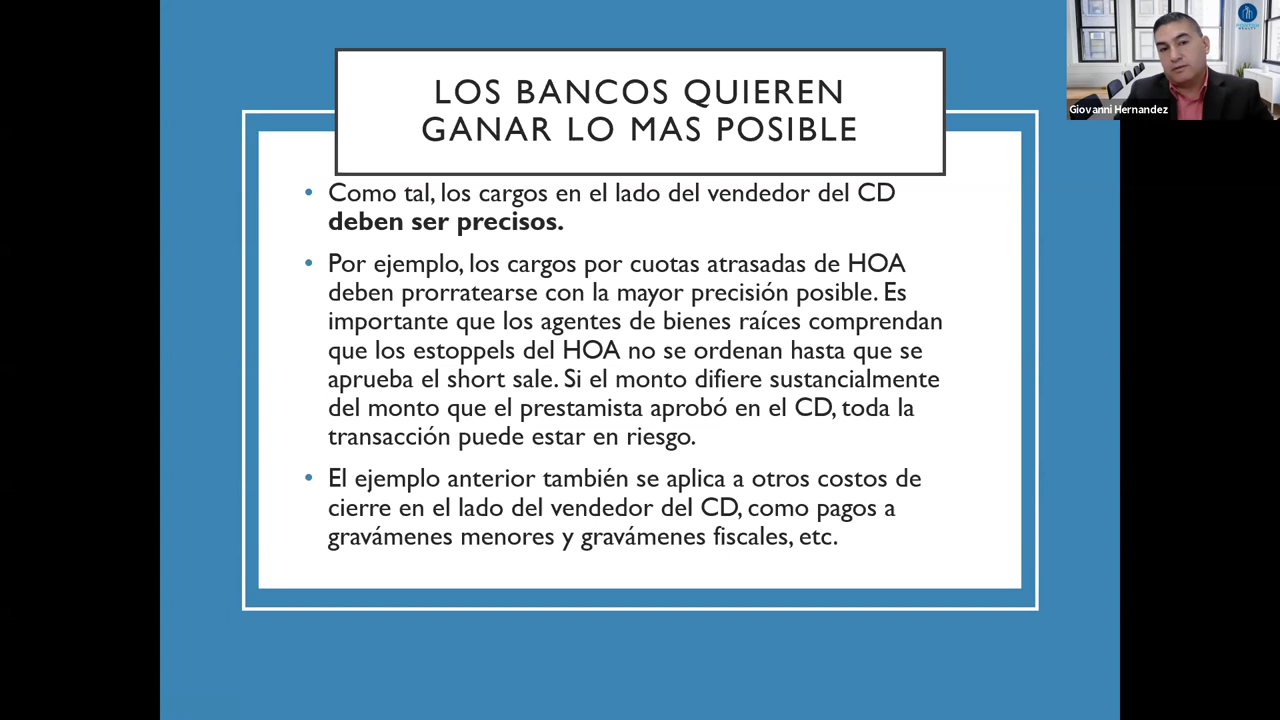 LOS BANCOS QUIEREN
GANAR LO MAS POSIBLE
• Como tal, los cargos en el lado del vendedor del CD
deben ser precisos.
• Por ejemplo, los cargos por cuotas atrasadas de HOA
deben prorratearse con la mayor precisión posible. Es
importante que los agentes de bienes raíces comprendan
que los estoppels del HOA no se ordenan hasta que se
aprueba el short sale. Si el monto difiere sustancialmente
del monto que el prestamista aprobó en el CD, toda la
transacción puede estar en riesgo.
• El ejemplo anterior también se aplica a otros costos de
cierre en el lado del vendedor del CD, como pagos a
gravámenes menores y gravámenes fiscales, etc.
Giovanni Hernandez